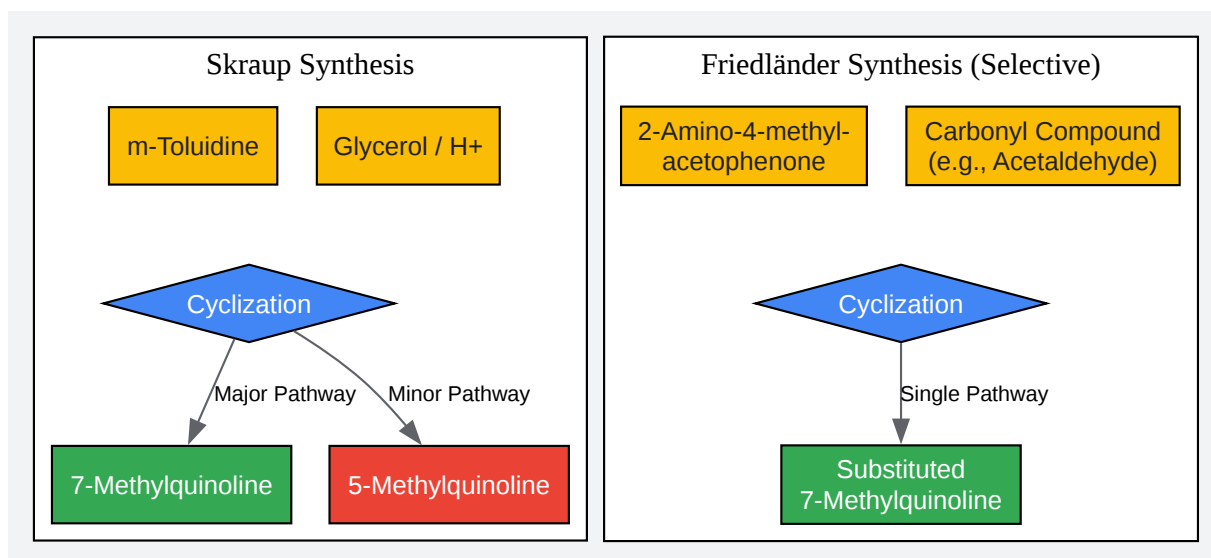 Skraup Synthesis
m-Toluidine
Glycerol / H+
Cyclization
Major Pathway
Minor Pathway
7-Methylquinoline
5-Methylquinoline
Friedländer Synthesis (Selective)
2-Amino-4-methyl-
acetophenone
Carbonyl Compound
(e.g., Acetaldehyde)
Cyclization
Single Pathway
Substituted
7-Methylquinoline